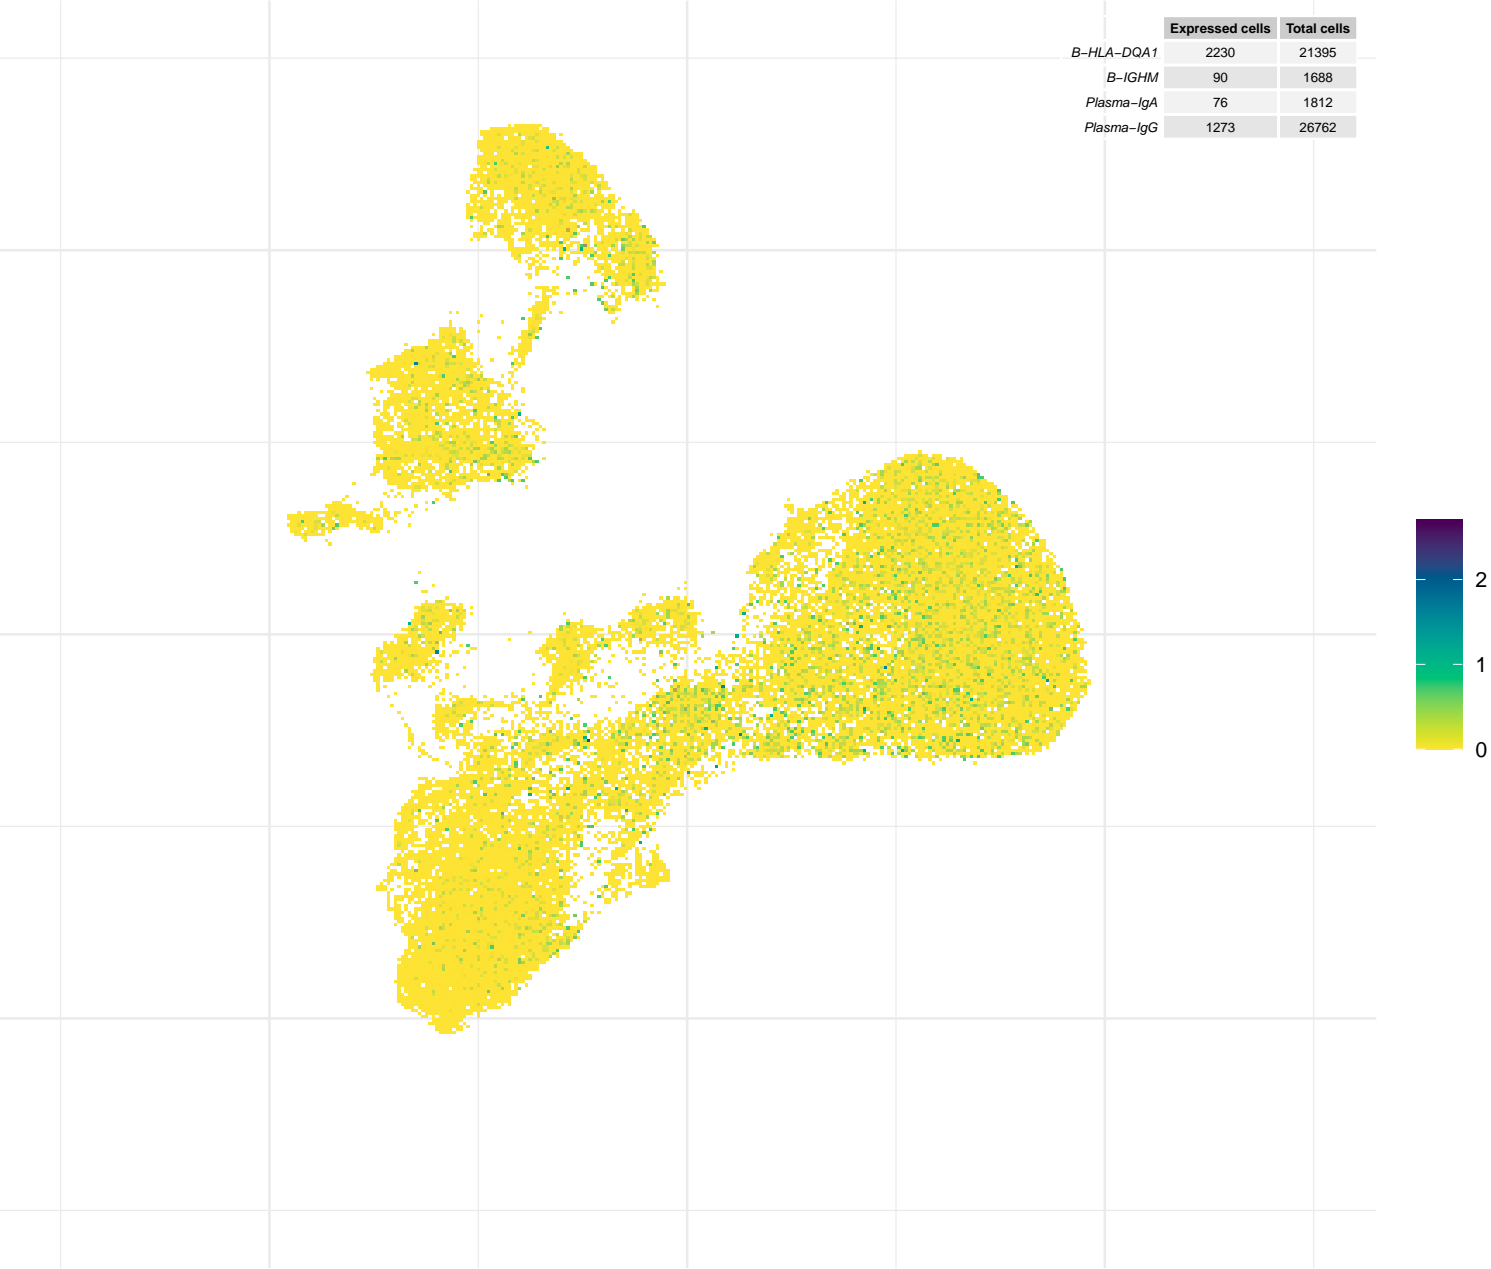 Expressed cells Total cells
B−HLA−DQA1 2230 21395
B−IGHM 90 1688
Plasma−IgA 76 1812
Plasma−IgG 1273 26762
2
1
0